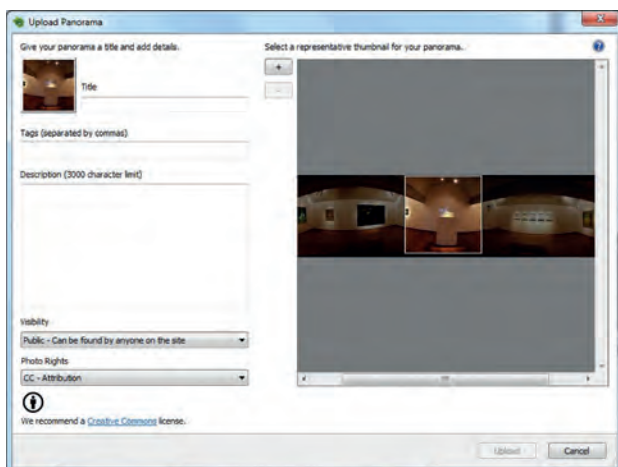 Upload Panorama
Give your panorama a title and add details.
Select a representative thumbnail for your panorama.
+
Title
-
Tags (separated by commas)
Description (3000 character limit)
Visibility
Public - Can be found by anyone on the site
Photo Rights
CC - Attribution
We recommend a Creative Commons license.
Upload
Cancel